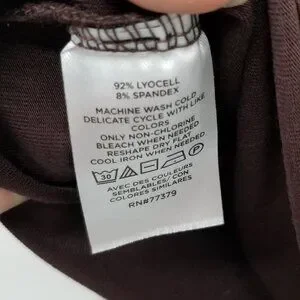 92% LYOCELL
8% SPANDEX
MACHINE WASH COLD
DELICATE CYCLE WITH LIKE
COLORS
ONLY NON-CHLORINE
BLEACH WHEN NEEDED
RESHAPE DRY FLAT
COOL IRON WHEN NEEDED
30
AVEC DES COULEURS
SEMBLABLES/ CON
COLORES SIMILARES
RN#77379